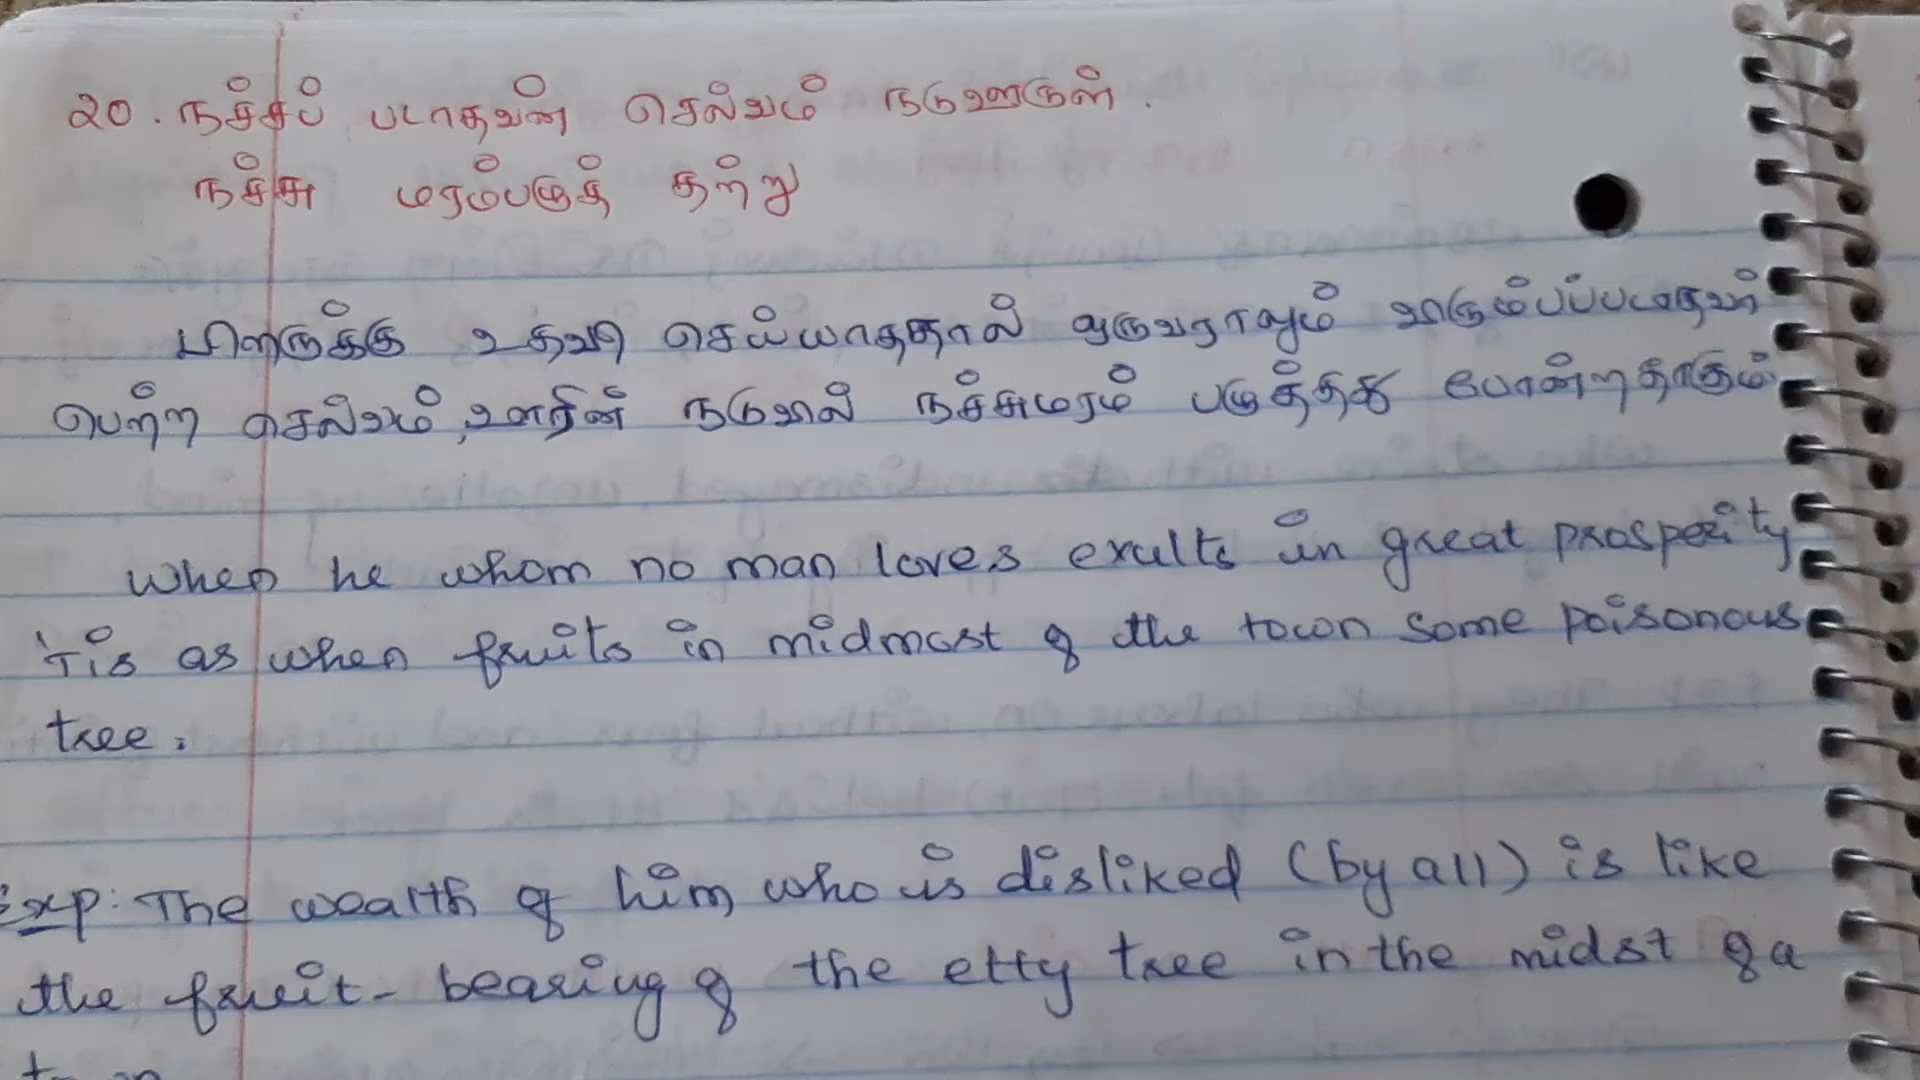 20. நச்சப் படாதவன் செல்வம் நடுஊருள்.
நச்சு மரம்பழுத் தற்று
பிறருக்கு உதவி செய்யாததால் ஒருவராலும் விரும்பப்படாதவன்
பெற்ற செல்வம், ஊரின் நடுவில் நச்சுமரம் பழுத்தது போன்றதாகும்
When he whom no man loves exults in great prosperity
'Tis as when fruits in midmost of the town some poisonous
tree.
Exp: The wealth of him who is disliked (by all) is like
the fruit-bearing of the etty tree in the midst of a